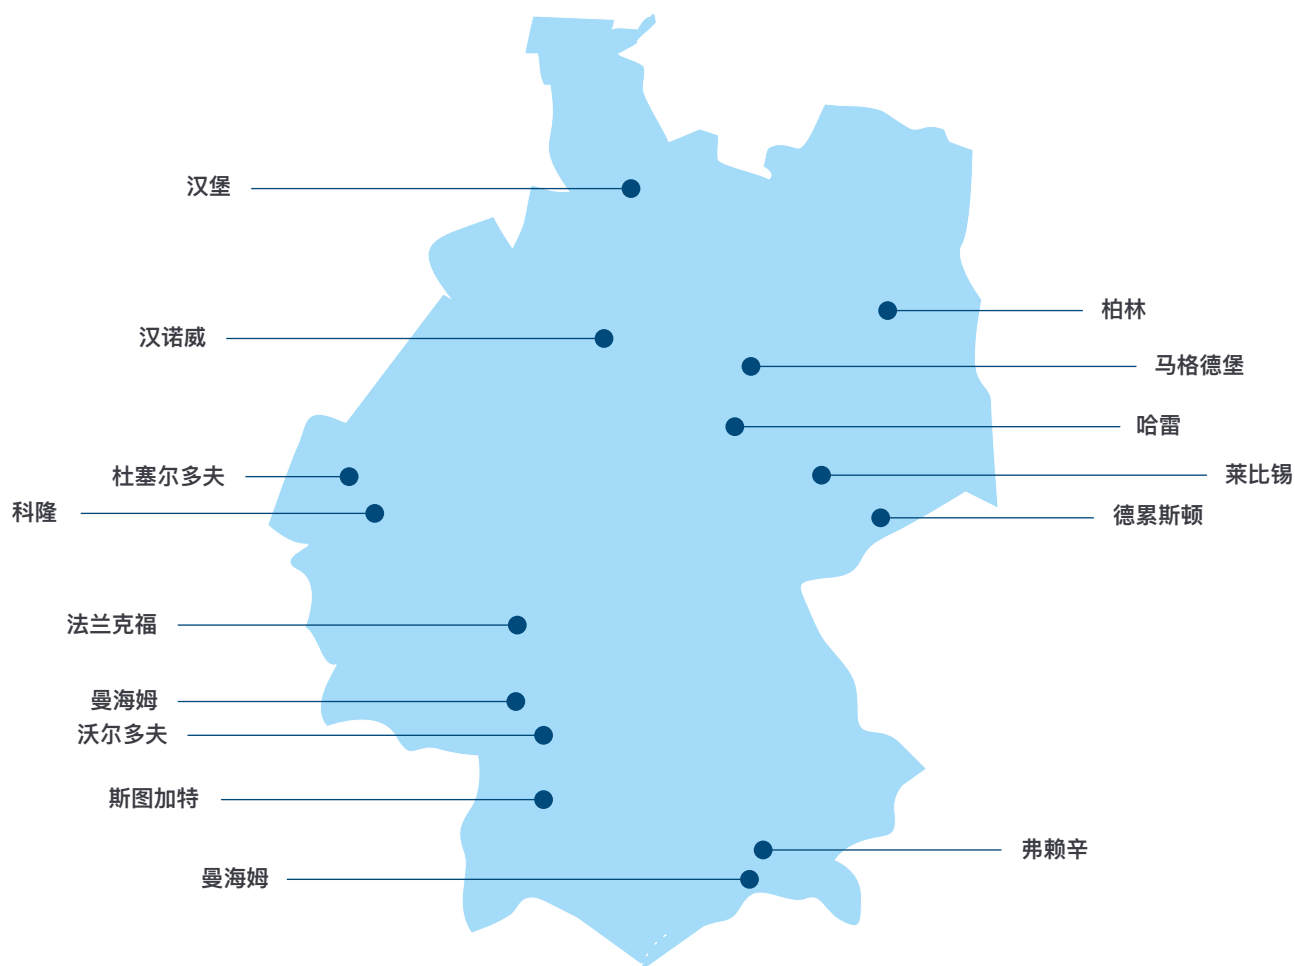 汉堡
柏林
汉诺威
马格德堡
哈雷
杜塞尔多夫
莱比锡
科隆
德累斯顿
法兰克福
曼海姆
沃尔多夫
斯图加特
弗赖辛
曼海姆